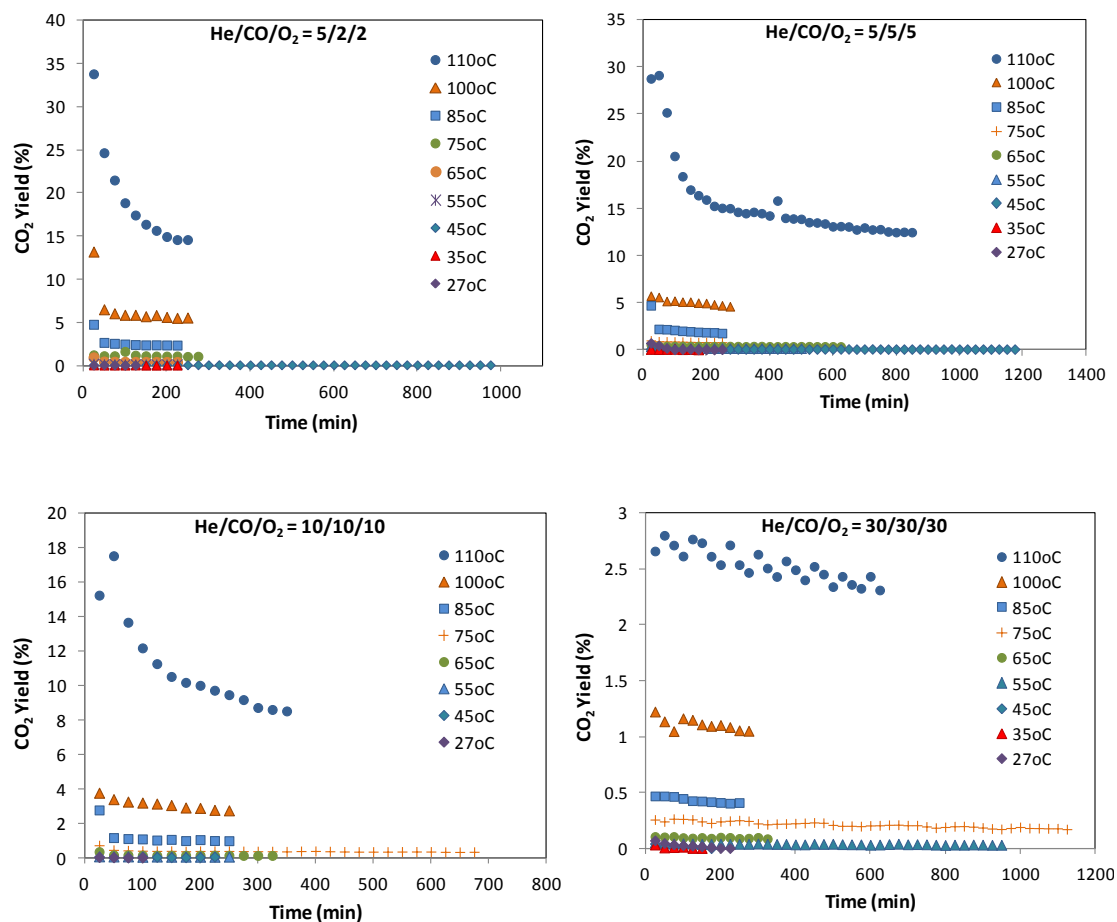 He/CO/O₂ = 5/2/2
CO₂ Yield (%)
40
35
30
25
20
15
10
5
0
0
200
400
600
800
1000
Time (min)
110oC
100oC
85oC
75oC
65oC
55oC
45oC
35oC
27oC
He/CO/O₂ = 5/5/5
CO₂ Yield (%)
35
30
25
20
15
10
5
0
0
200
400
600
800
1000
1200
1400
Time (min)
110oC
100oC
85oC
75oC
65oC
55oC
45oC
35oC
27oC
He/CO/O₂ = 10/10/10
CO₂ Yield (%)
20
18
16
14
12
10
8
6
4
2
0
0
100
200
300
400
500
600
700
800
Time (min)
110oC
100oC
85oC
75oC
65oC
55oC
45oC
27oC
He/CO/O₂ = 30/30/30
CO₂ Yield (%)
3
2.5
2
1.5
1
0.5
0
0
200
400
600
800
1000
1200
Time (min)
110oC
100oC
85oC
75oC
65oC
55oC
45oC
35oC
27oC